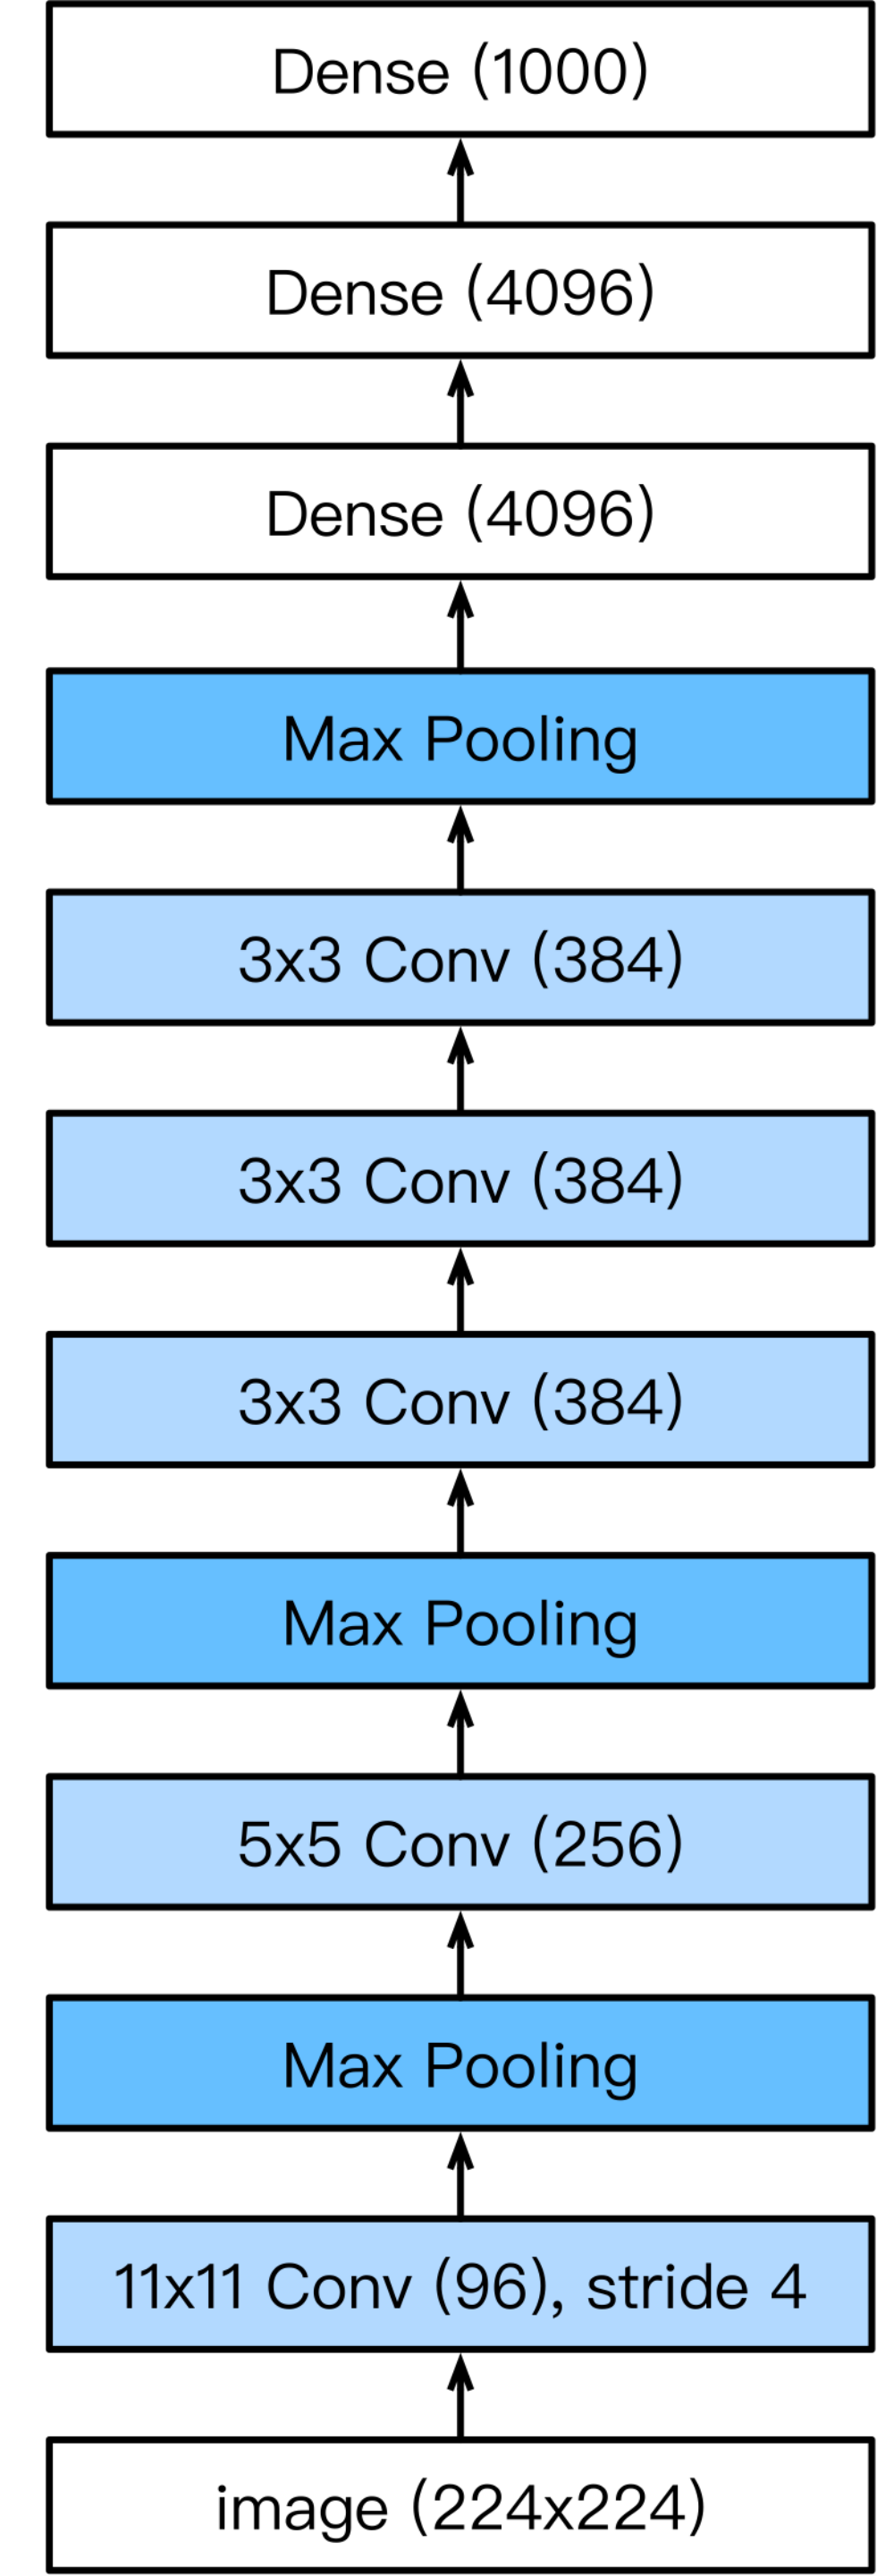 Dense (1000)
Dense (4096)
Dense (4096)
Max Pooling
3x3 Conv (384)
3x3 Conv (384)
3x3 Conv (384)
Max Pooling
5x5 Conv (256)
Max Pooling
11x11 Conv (96), stride 4
image (224x224)